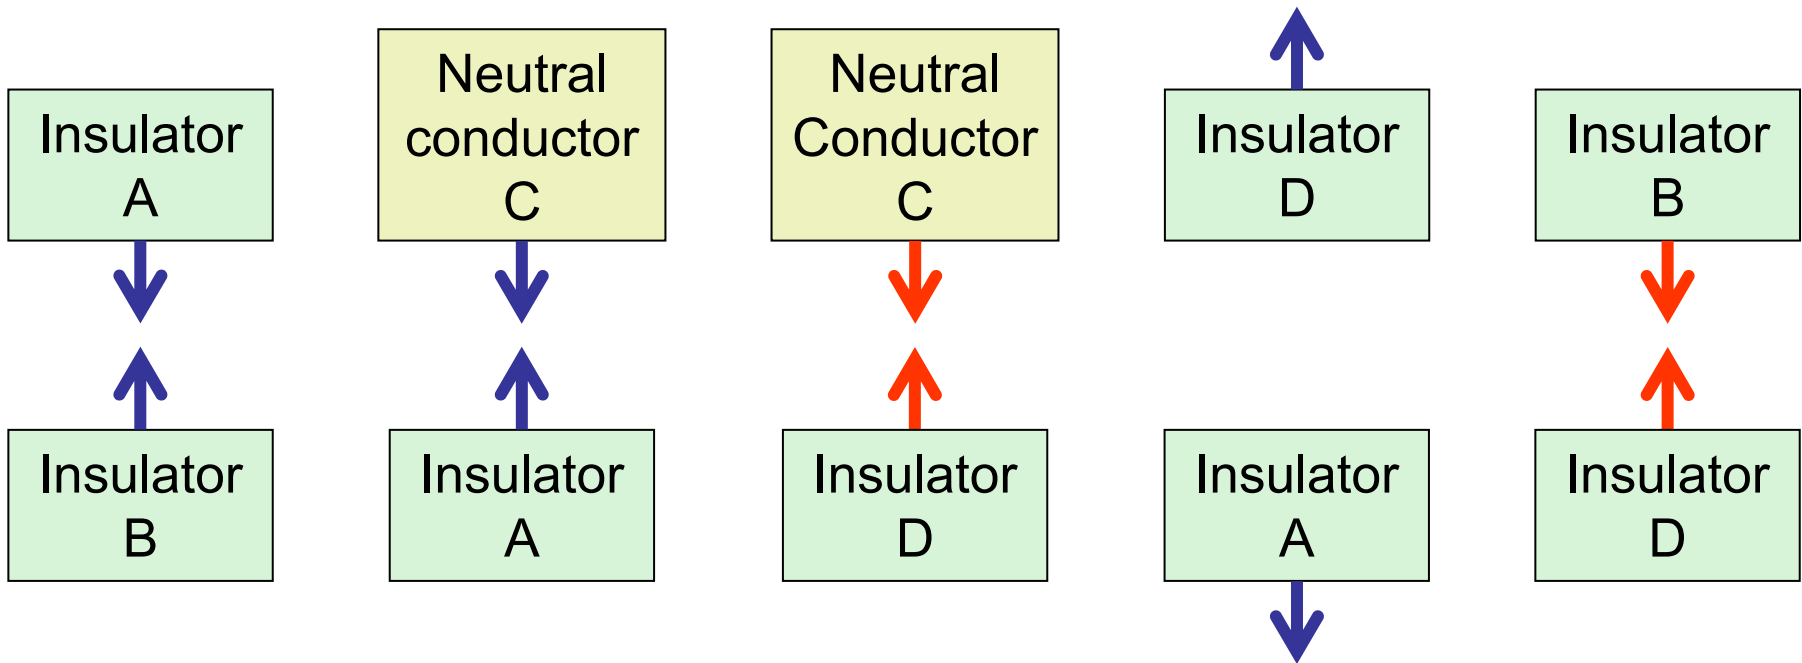 Insulator
A
Neutral
conductor
C
Neutral
Conductor
C
Insulator
D
Insulator
B
Insulator
B
Insulator
A
Insulator
D
Insulator
A
Insulator
D